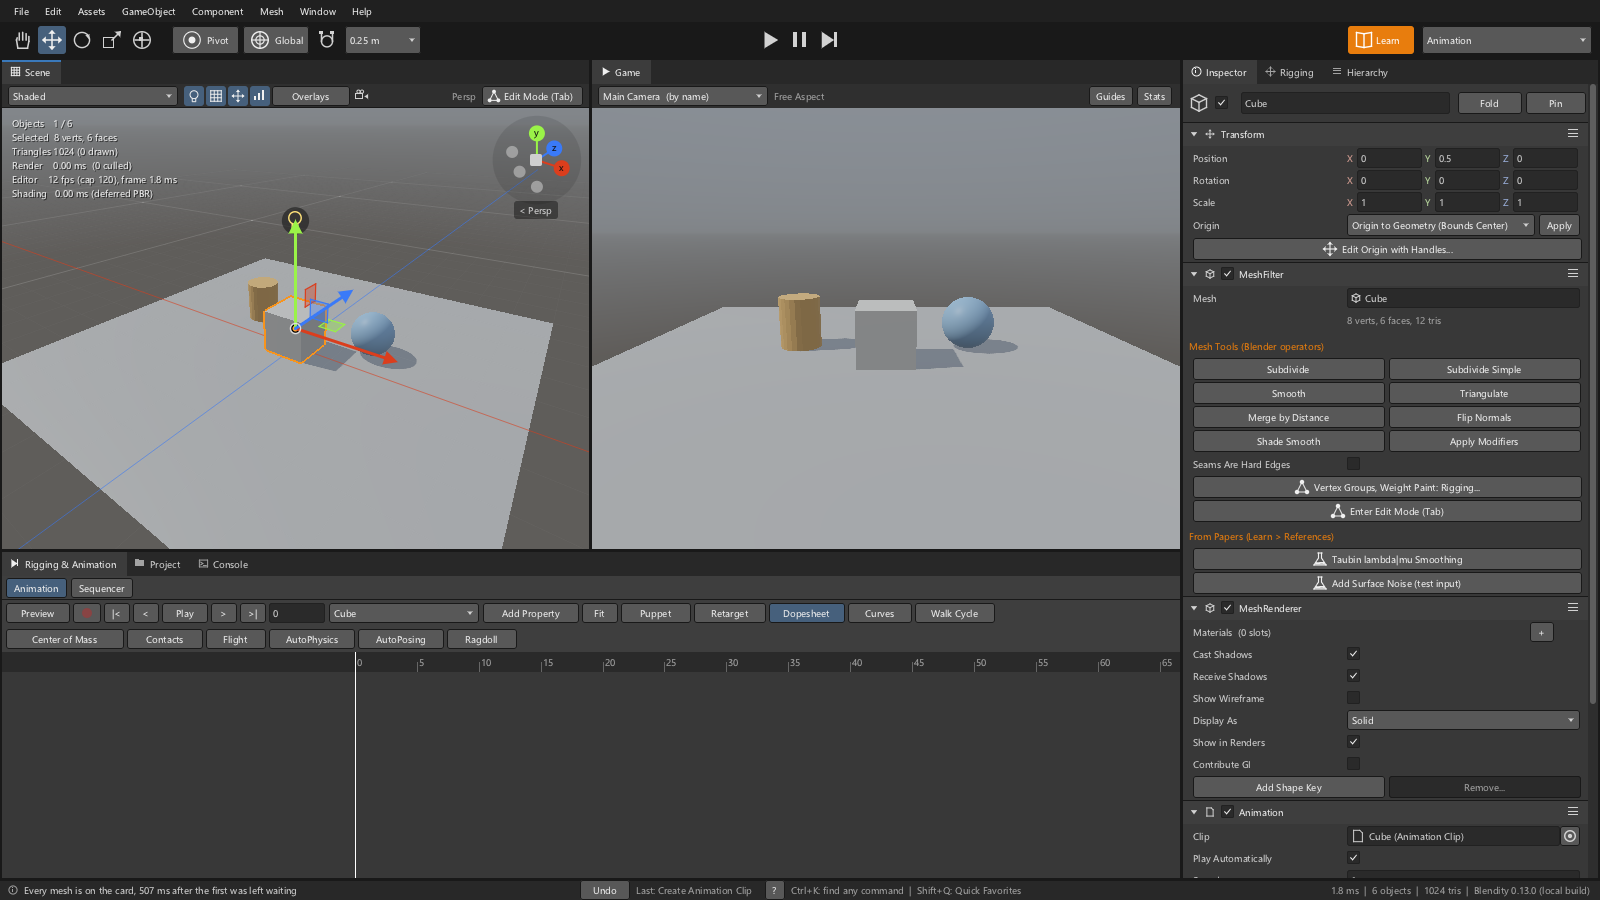 File Edit Assets GameObject Component Mesh Window Help
Pivot Global 0.25 m Learn Animation
Scene
Shaded Overlays Persp Edit Mode (Tab)
Objects 1 / 6
Selected 8 verts, 6 faces
Triangles 1024 (0 drawn)
Render 0.00 ms (0 culled)
Editor 12 fps (cap 120), frame 1.8 ms
Shading 0.00 ms (deferred PBR)
y
z
x
< Persp
Game
Main Camera (by name) Free Aspect Guides Stats
Inspector Rigging Hierarchy
Cube Fold Pin
Transform
Position X 0 Y 0.5 Z 0
Rotation X 0 Y 0 Z 0
Scale X 1 Y 1 Z 1
Origin Origin to Geometry (Bounds Center) Apply
Edit Origin with Handles...
MeshFilter
Mesh Cube
8 verts, 6 faces, 12 tris
Mesh Tools (Blender operators)
Subdivide Subdivide Simple
Smooth Triangulate
Merge by Distance Flip Normals
Shade Smooth Apply Modifiers
Seams Are Hard Edges
Vertex Groups, Weight Paint: Rigging...
Enter Edit Mode (Tab)
From Papers (Learn > References)
Taubin lambda|mu Smoothing
Add Surface Noise (test input)
MeshRenderer
Materials (0 slots) +
Cast Shadows
Receive Shadows
Show Wireframe
Display As Solid
Show in Renders
Contribute GI
Add Shape Key Remove...
Animation
Clip Cube (Animation Clip)
Play Automatically
Rigging & Animation Project Console
Animation Sequencer
Preview |< < Play > >| 0 Cube Add Property Fit Puppet Retarget Dopesheet Curves Walk Cycle
Center of Mass Contacts Flight AutoPhysics AutoPosing Ragdoll
0 5 10 15 20 25 30 35 40 45 50 55 60 65
Every mesh is on the card, 507 ms after the first was left waiting Undo Last: Create Animation Clip ? Ctrl+K: find any command | Shift+Q: Quick Favorites 1.8 ms | 6 objects | 1024 tris | Blendity 0.13.0 (local build)